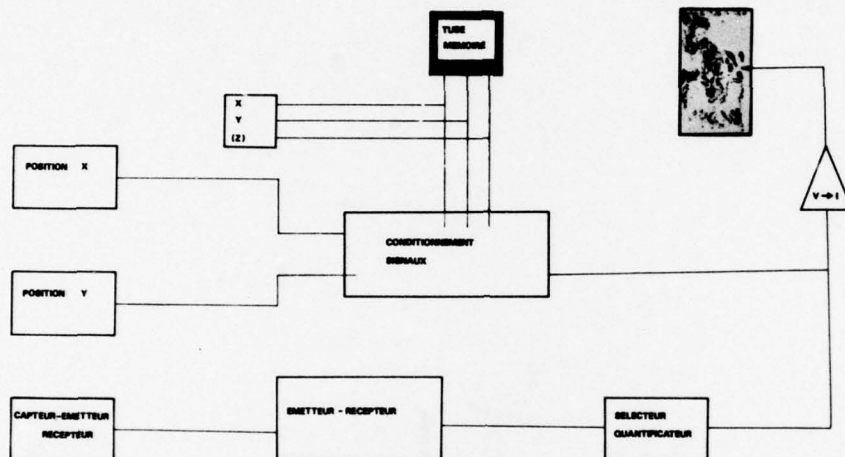 TUBE
MEMOIRE
X
Y
(Z)
POSITION X
V→I
CONDITIONNEMENT
SIGNAUX
POSITION Y
CAPTEUR-EMETTEUR
RECEPTEUR
EMETTEUR - RECEPTEUR
SELECTEUR
QUANTIFICATEUR